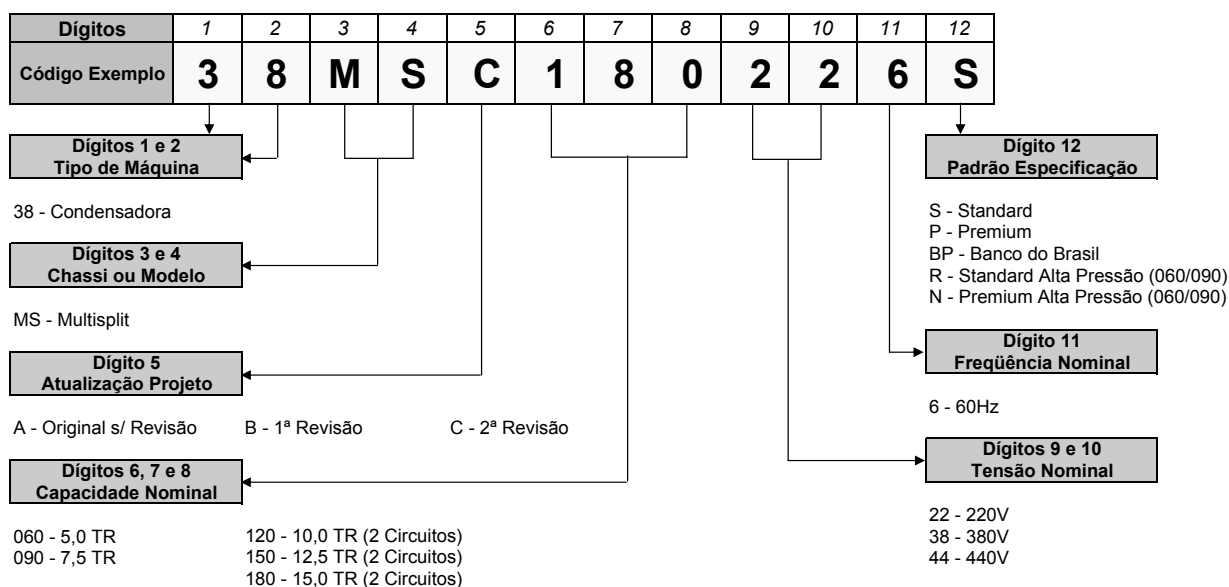 Dígitos 1 2 3 4 5 6 7 8 9 10 11 12
Código Exemplo 3 8 M S C 1 8 0 2 2 6 S
Dígitos 1 e 2
Tipo de Máquina
38 - Condensadora
Dígitos 3 e 4
Chassi ou Modelo
MS - Multisplit
Dígito 5
Atualização Projeto
A - Original s/ Revisão B - 1ª Revisão C - 2ª Revisão
Dígitos 6, 7 e 8
Capacidade Nominal
060 - 5,0 TR
090 - 7,5 TR
120 - 10,0 TR (2 Circuitos)
150 - 12,5 TR (2 Circuitos)
180 - 15,0 TR (2 Circuitos)
Dígito 12
Padrão Especificação
S - Standard
P - Premium
BP - Banco do Brasil
R - Standard Alta Pressão (060/090)
N - Premium Alta Pressão (060/090)
Dígito 11
Freqüência Nominal
6 - 60Hz
Dígitos 9 e 10
Tensão Nominal
22 - 220V
38 - 380V
44 - 440V